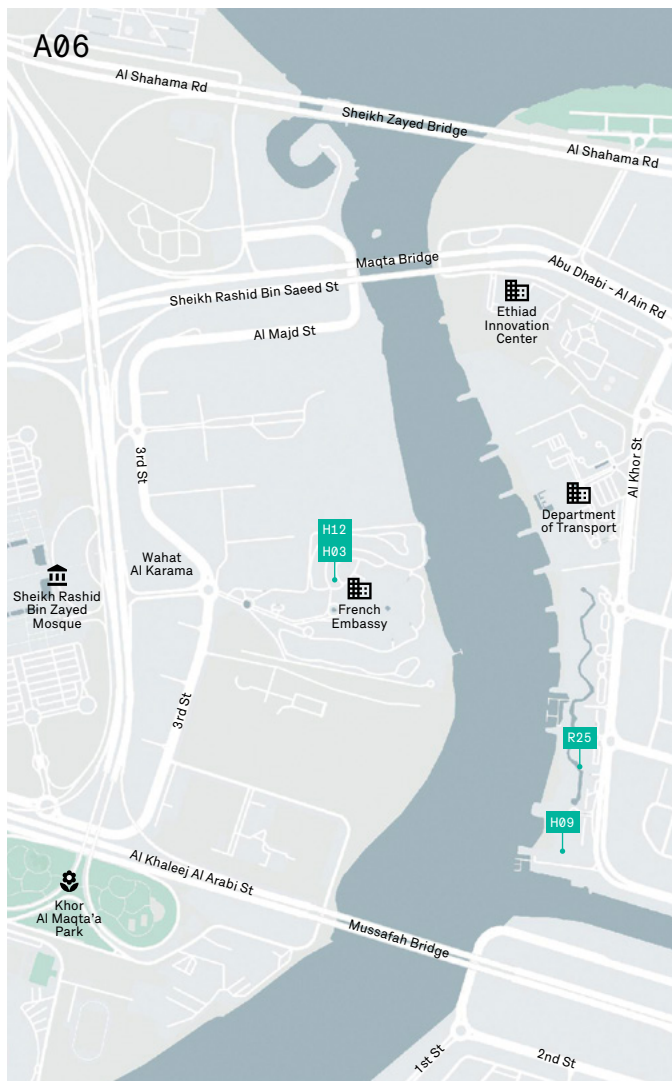 A06
Al Shahama Rd
Sheikh Zayed Bridge
Al Shahama Rd
Maqta Bridge
Abu Dhabi - Al Ain Rd
Sheikh Rashid Bin Saeed St
Ethiad
Innovation
Center
Al Majd St
3rd St
Al Khor St
Department
of Transport
H12
H03
Wahat
Al Karama
Sheikh Rashid
Bin Zayed
Mosque
French
Embassy
3rd St
R25
H09
Al Khaleej Al Arabi St
Khor
Al Maqta'a
Park
Mussafah Bridge
1st St
2nd St